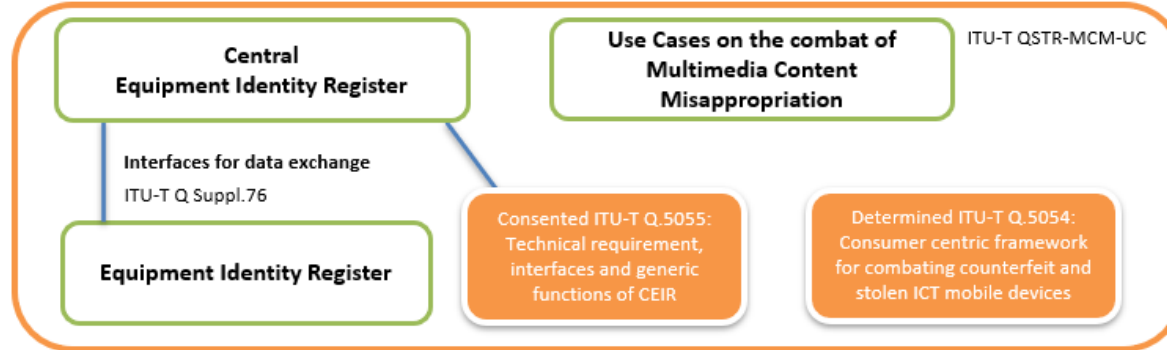 Central
Equipment Identity Register
Use Cases on the combat of
Multimedia Content
Misappropriation
ITU-T QSTR-MCM-UC
Interfaces for data exchange
ITU-T Q Suppl.76
Equipment Identity Register
Consented ITU-T Q.5055:
Technical requirement,
interfaces and generic
functions of CEIR
Determined ITU-T Q.5054:
Consumer centric framework
for combating counterfeit and
stolen ICT mobile devices